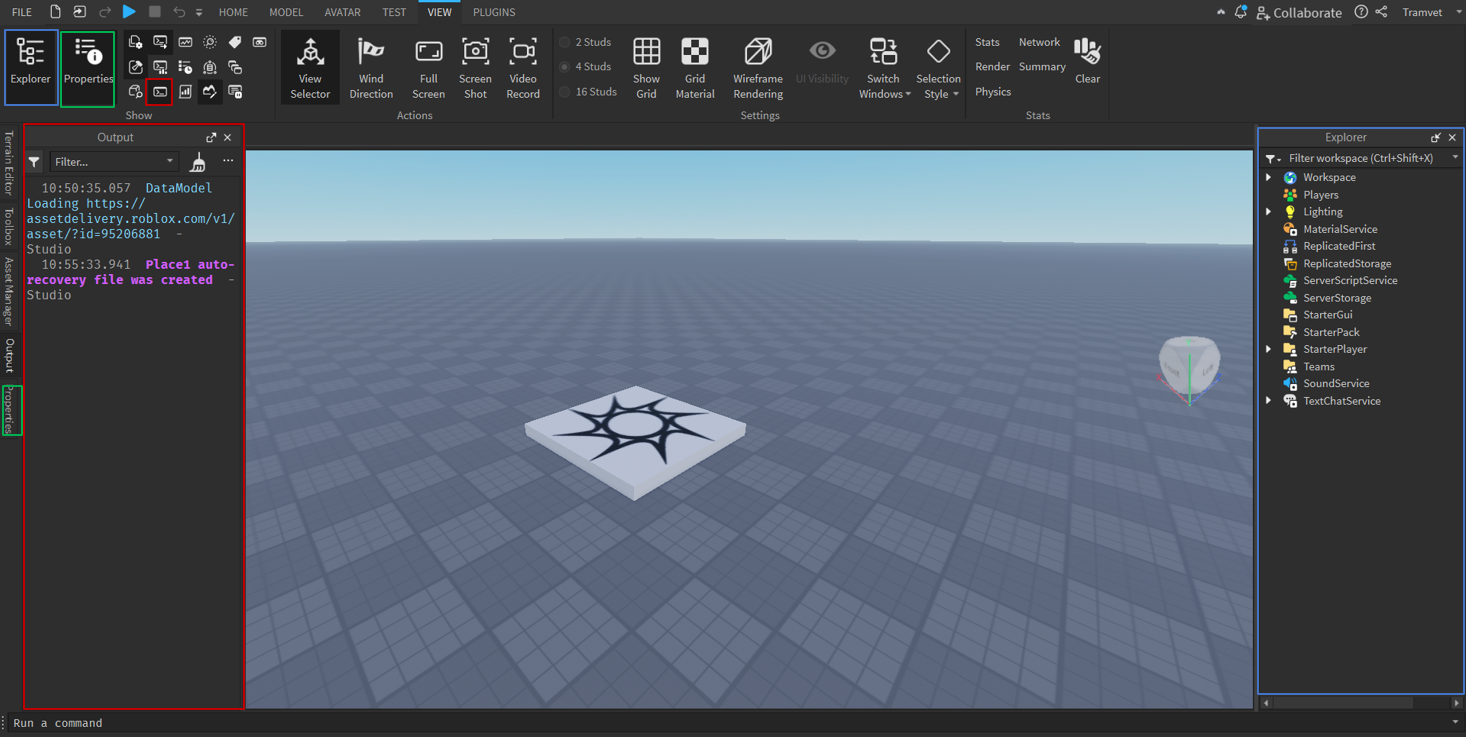 FILE HOME MODEL AVATAR TEST VIEW PLUGINS Collaborate Tramvet
Explorer
Properties
Show
View
Selector
Wind
Direction
Full
Screen
Screen
Shot
Video
Record
Actions
2 Studs
4 Studs
16 Studs
Show
Grid
Grid
Material
Wireframe
Rendering
UI Visibility
Switch
Windows
Selection
Style
Settings
Stats Network
Render Summary
Physics
Clear
Stats
Terrain Editor
Toolbox
Asset Manager
Output
Properties
Output
Filter...
10:50:35.057 DataModel
Loading https://
assetdelivery.roblox.com/v1/
asset/?id=95206881 -
Studio
10:55:33.941 Place1 auto-
recovery file was created -
Studio
Explorer
Filter workspace (Ctrl+Shift+X)
Workspace
Players
Lighting
MaterialService
ReplicatedFirst
ReplicatedStorage
ServerScriptService
ServerStorage
StarterGui
StarterPack
StarterPlayer
Teams
SoundService
TextChatService
Run a command